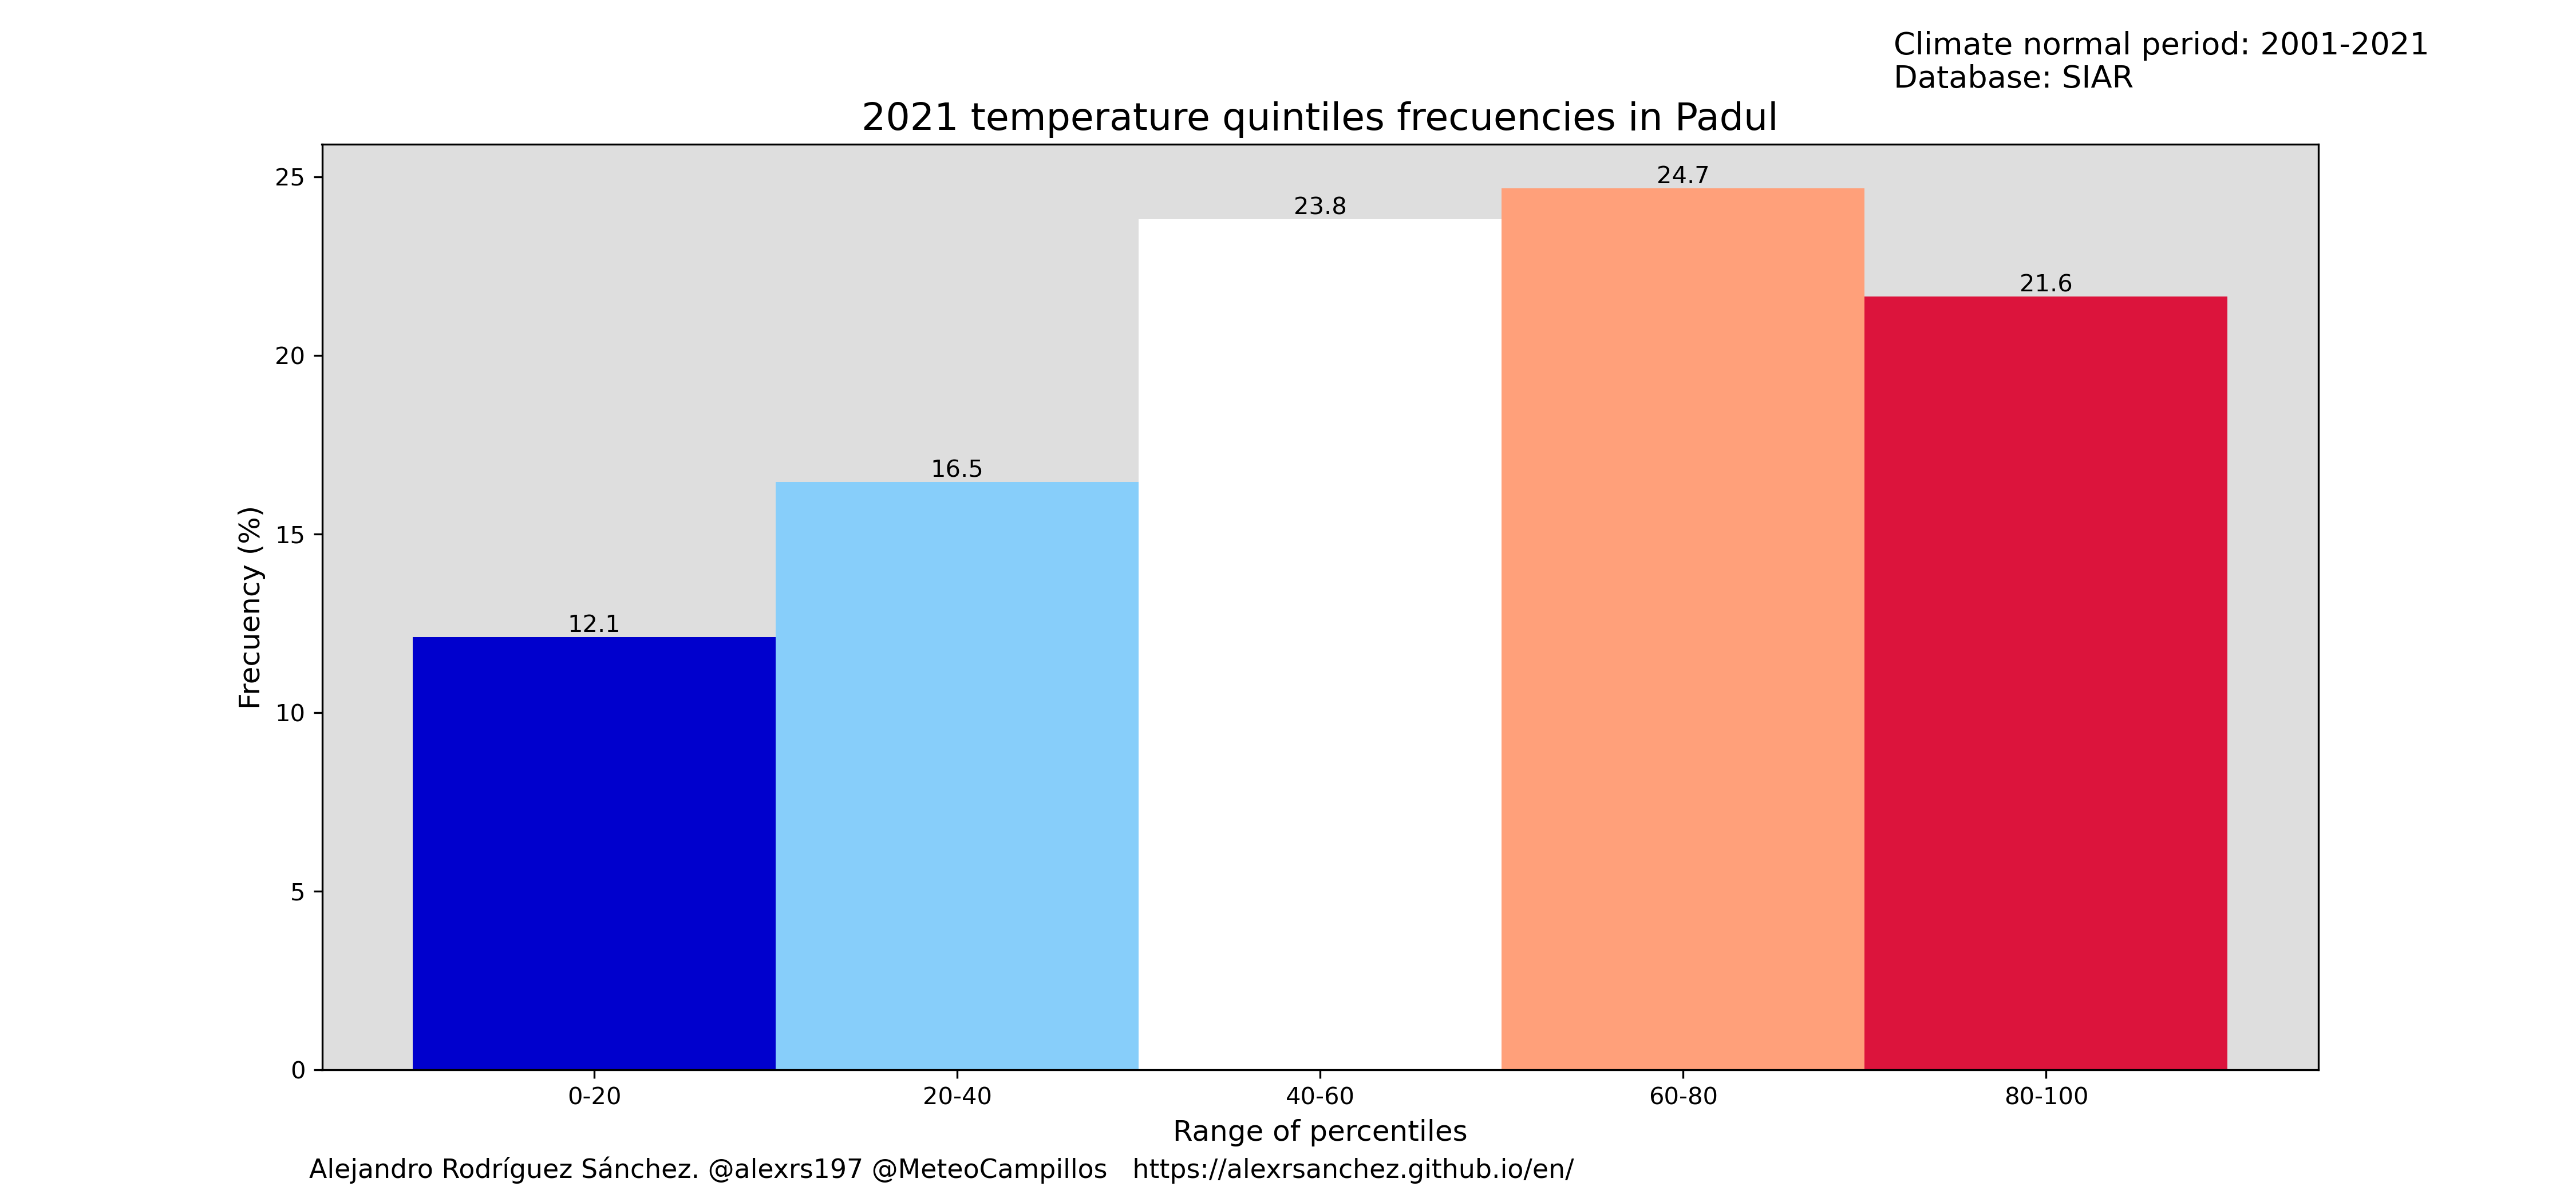 Climate normal period: 2001-2021
Database: SIAR
2021 temperature quintiles frecuencies in Padul
25
20
15
10
5
0
Frecuency (%)
12.1
16.5
23.8
24.7
21.6
0-20
20-40
40-60
60-80
80-100
Range of percentiles
Alejandro Rodríguez Sánchez. @alexrs197 @MeteoCampillos https://alexrsanchez.github.io/en/